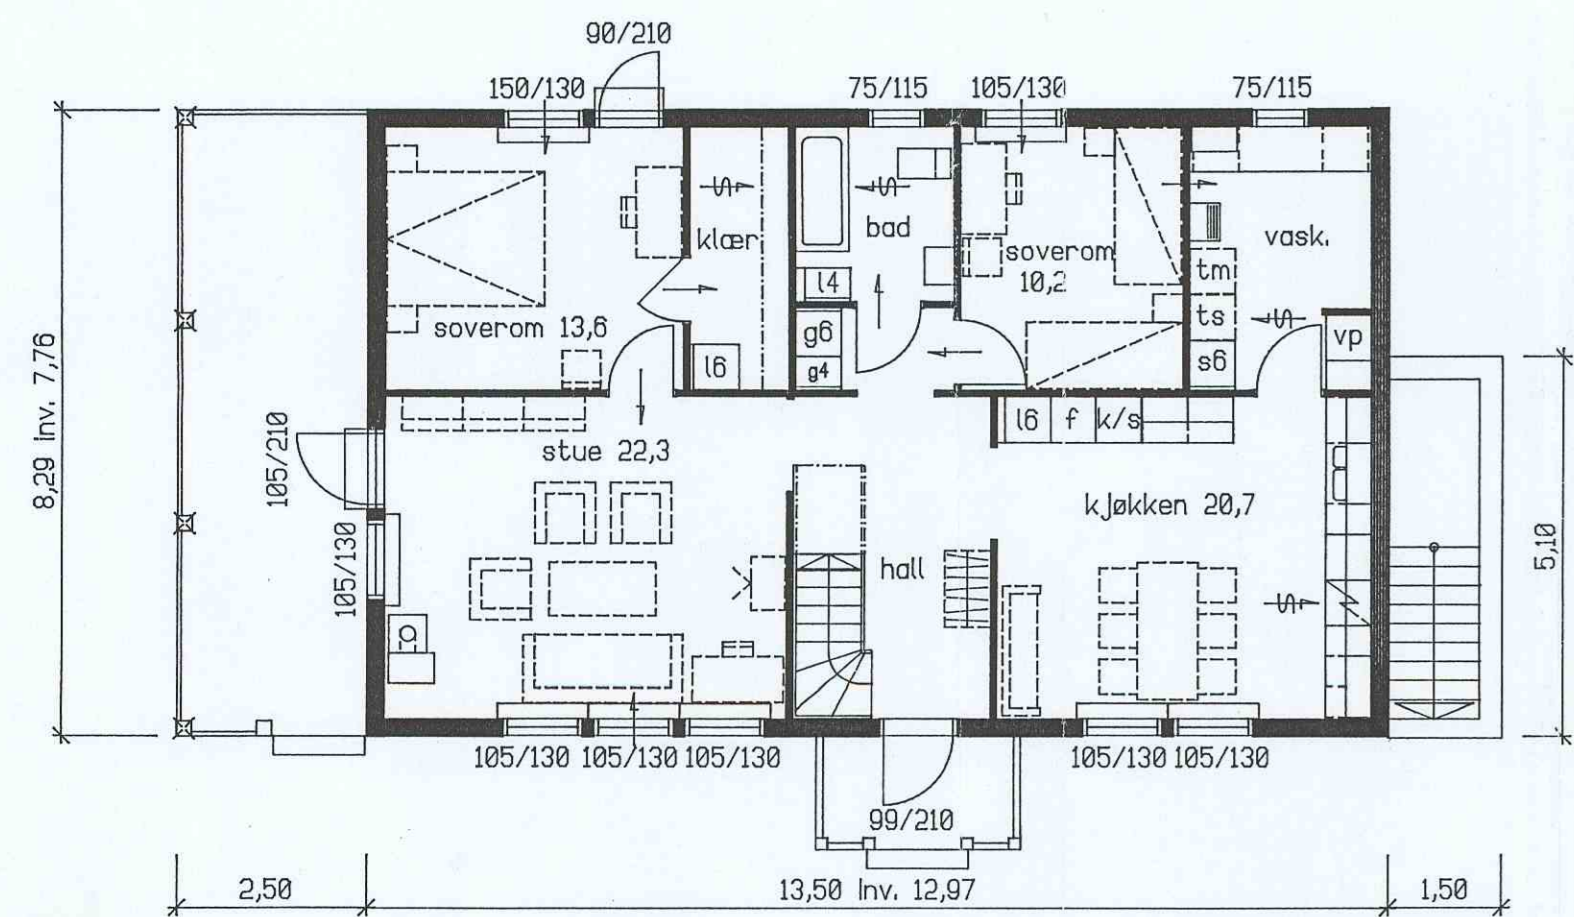 90/210
150/130
75/115
105/130
75/115
klær
bad
soverom
10,2
vask.
tm
l4
ts
soverom 13,6
g6
vp
l6
g4
s6
8,29 Inv. 7,76
105/210
stue 22,3
l6 f k/s
kjøkken 20,7
105/130
hall
5,10
105/130 105/130 105/130
105/130 105/130
99/210
2,50
13,50 Inv. 12,97
1,50